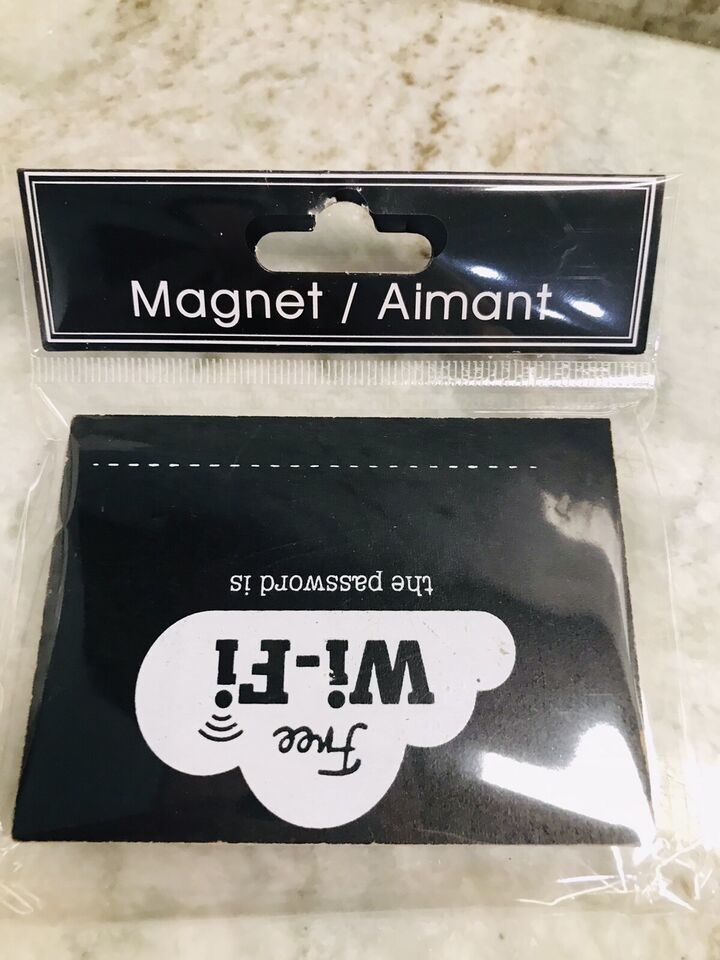 Magnet / Aimant
Free
Wi-Fi
the password is